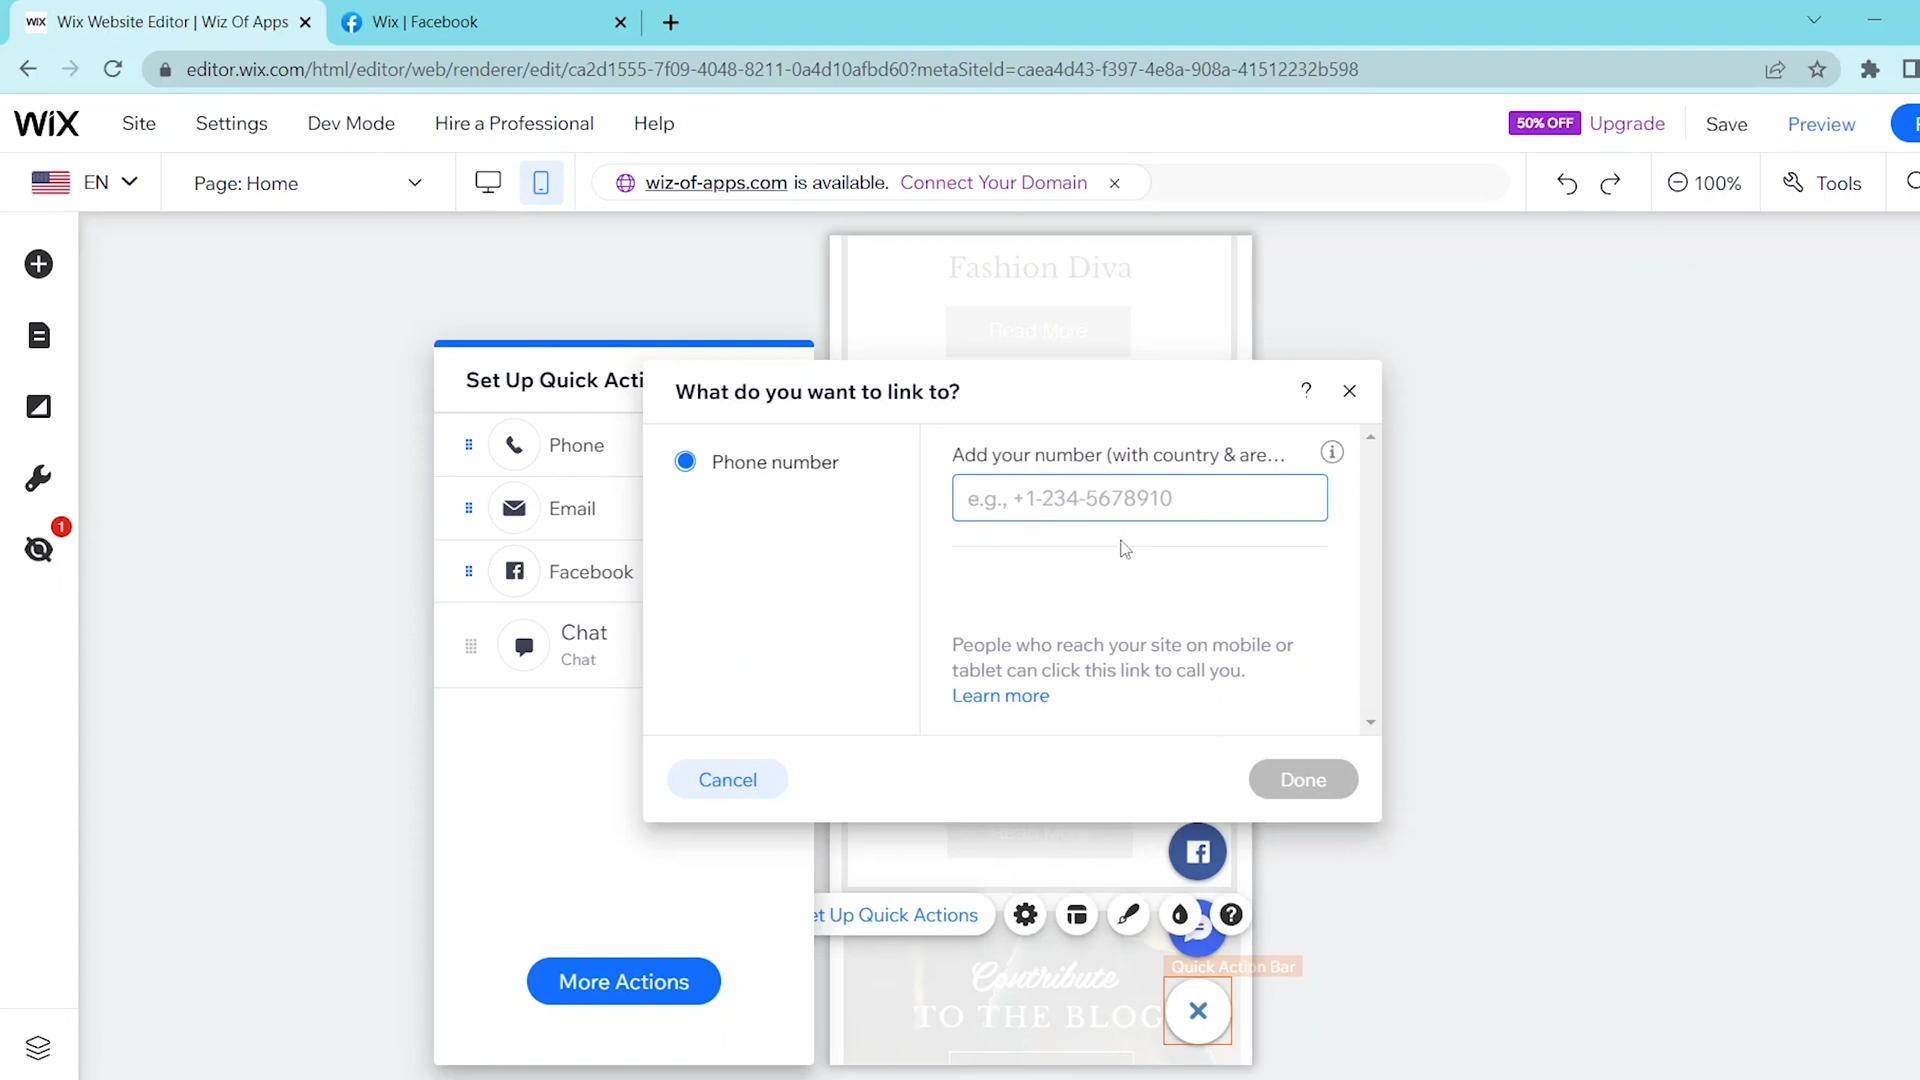 WIX Wix Website Editor | Wiz Of Apps
Wix | Facebook
editor.wix.com/html/editor/web/renderer/edit/ca2d1555-7f09-4048-8211-0a4d10afbd60?metaSiteId=caea4d43-f397-4e8a-908a-41512232b598
WiX
Site
Settings
Dev Mode
Hire a Professional
Help
50% OFF
Upgrade
Save
Preview
EN
Page: Home
wiz-of-apps.com is available. Connect Your Domain
100%
Tools
1
Fashion Diva
Read More
Set Up Quick Acti
What do you want to link to?
?
Phone
Email
Facebook
Chat
Chat
Phone number
Add your number (with country & are...
e.g., +1-234-5678910
People who reach your site on mobile or
tablet can click this link to call you.
Learn more
Cancel
Done
Read More
et Up Quick Actions
Quick Action Bar
Contribute
TO THE BLOG
More Actions